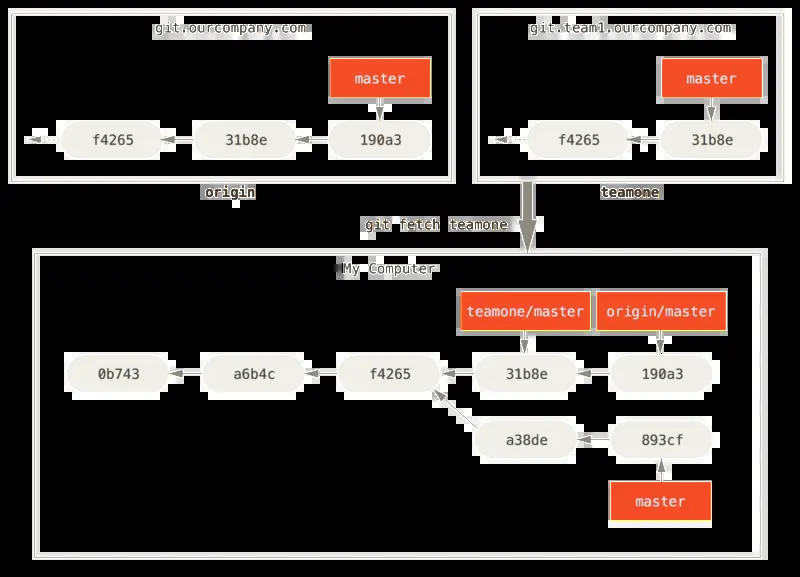 git.ourcompany.com
master
f4265 31b8e 190a3
origin
git.team1.ourcompany.com
master
f4265 31b8e
teamone
git fetch teamone
My Computer
teamone/master origin/master
0b743 a6b4c f4265 31b8e 190a3
a38de 893cf
master